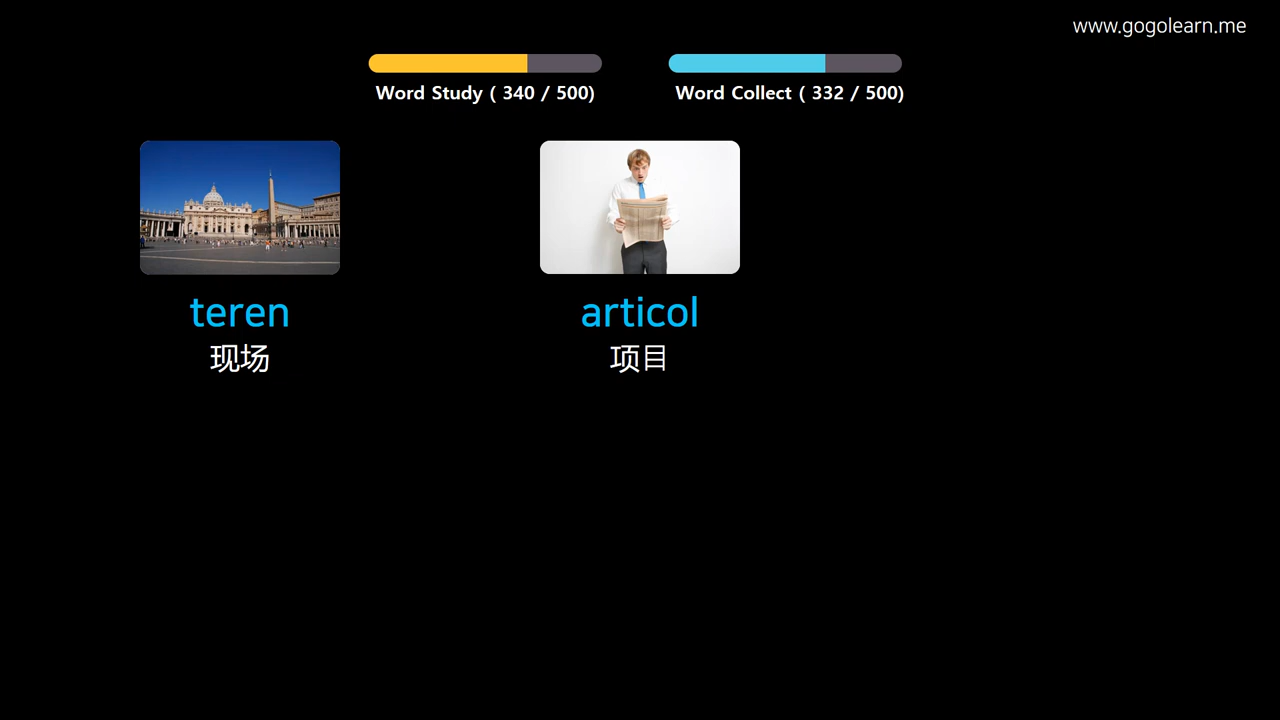 www.gogolearn.me
Word Study ( 340 / 500)
Word Collect ( 332 / 500)
teren
articol
现场
项目